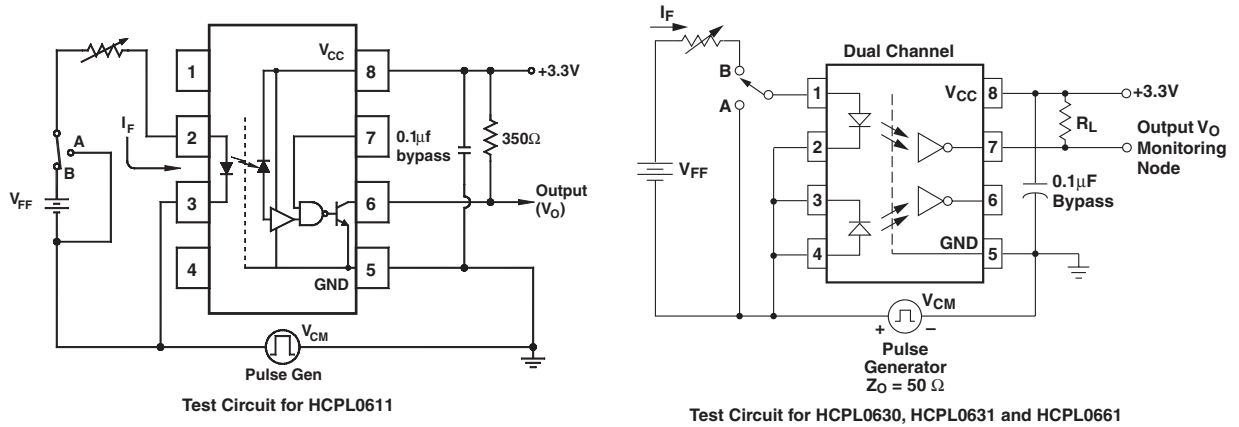 I_F
B
A
V_FF
1
2
3
4
V_CC
8
7
6
5
GND
0.1µf
bypass
+3.3V
350Ω
Output
(V_O)
V_CM
Pulse Gen
Test Circuit for HCPL0611
I_F
B
A
V_FF
Dual Channel
1
2
3
4
V_CC
8
7
6
5
GND
+3.3V
R_L
Output V_O
Monitoring
Node
0.1µF
Bypass
V_CM
+
–
Pulse
Generator
Z_O = 50 Ω
Test Circuit for HCPL0630, HCPL0631 and HCPL0661